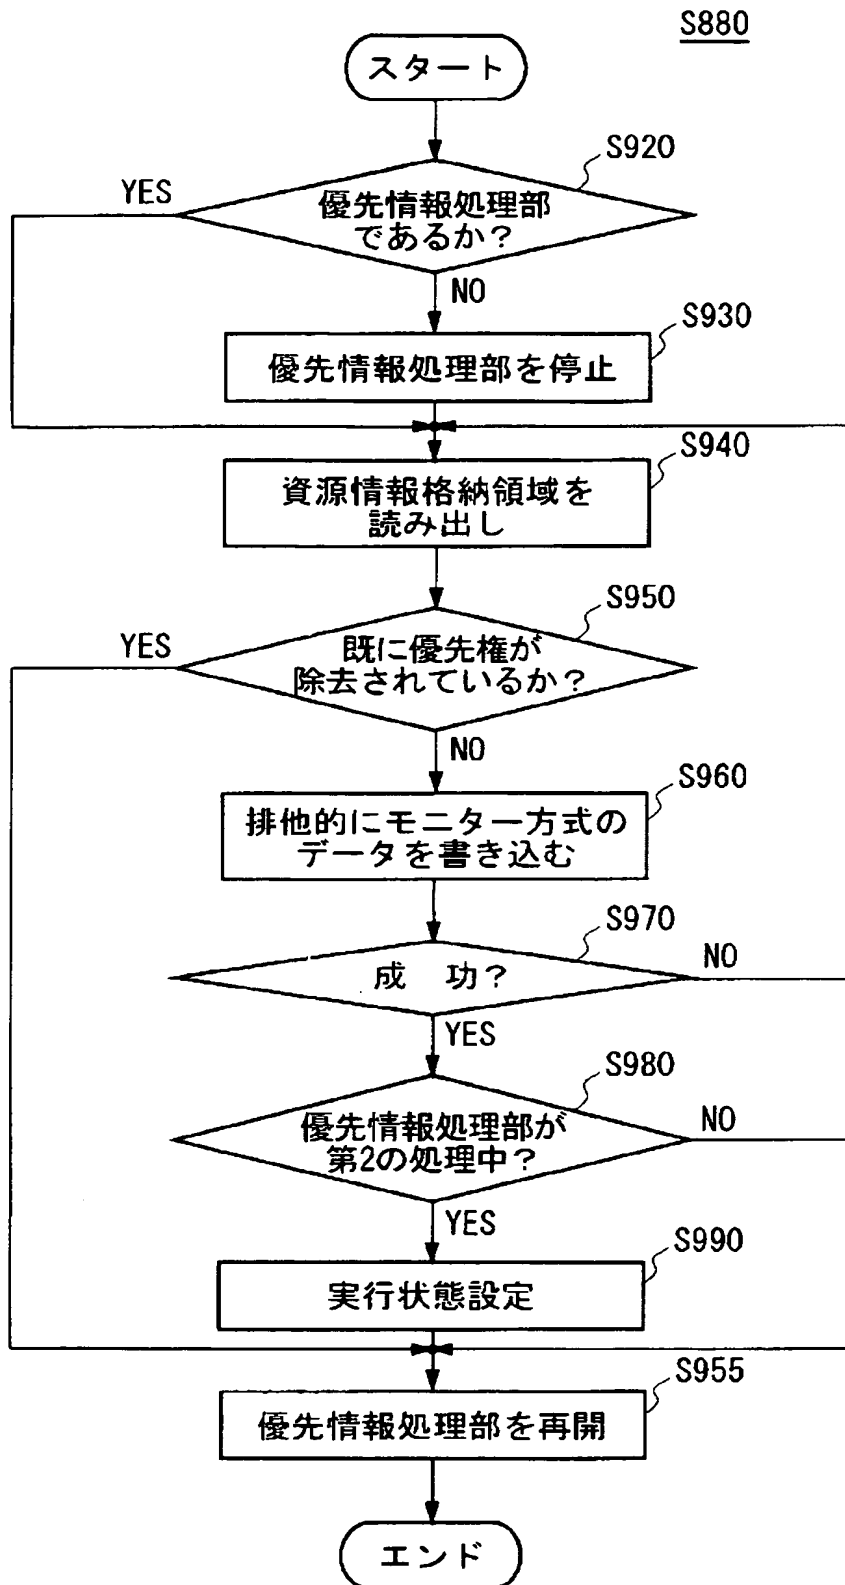 S880
スタート
S920
YES
優先情報処理部
であるか？
NO
S930
優先情報処理部を停止
S940
資源情報格納領域を
読み出し
S950
YES
既に優先権が
除去されているか？
NO
S960
排他的にモニター方式の
データを書き込む
S970
成 功？
NO
YES
S980
優先情報処理部が
第2の処理中？
NO
YES
S990
実行状態設定
S955
優先情報処理部を再開
エンド